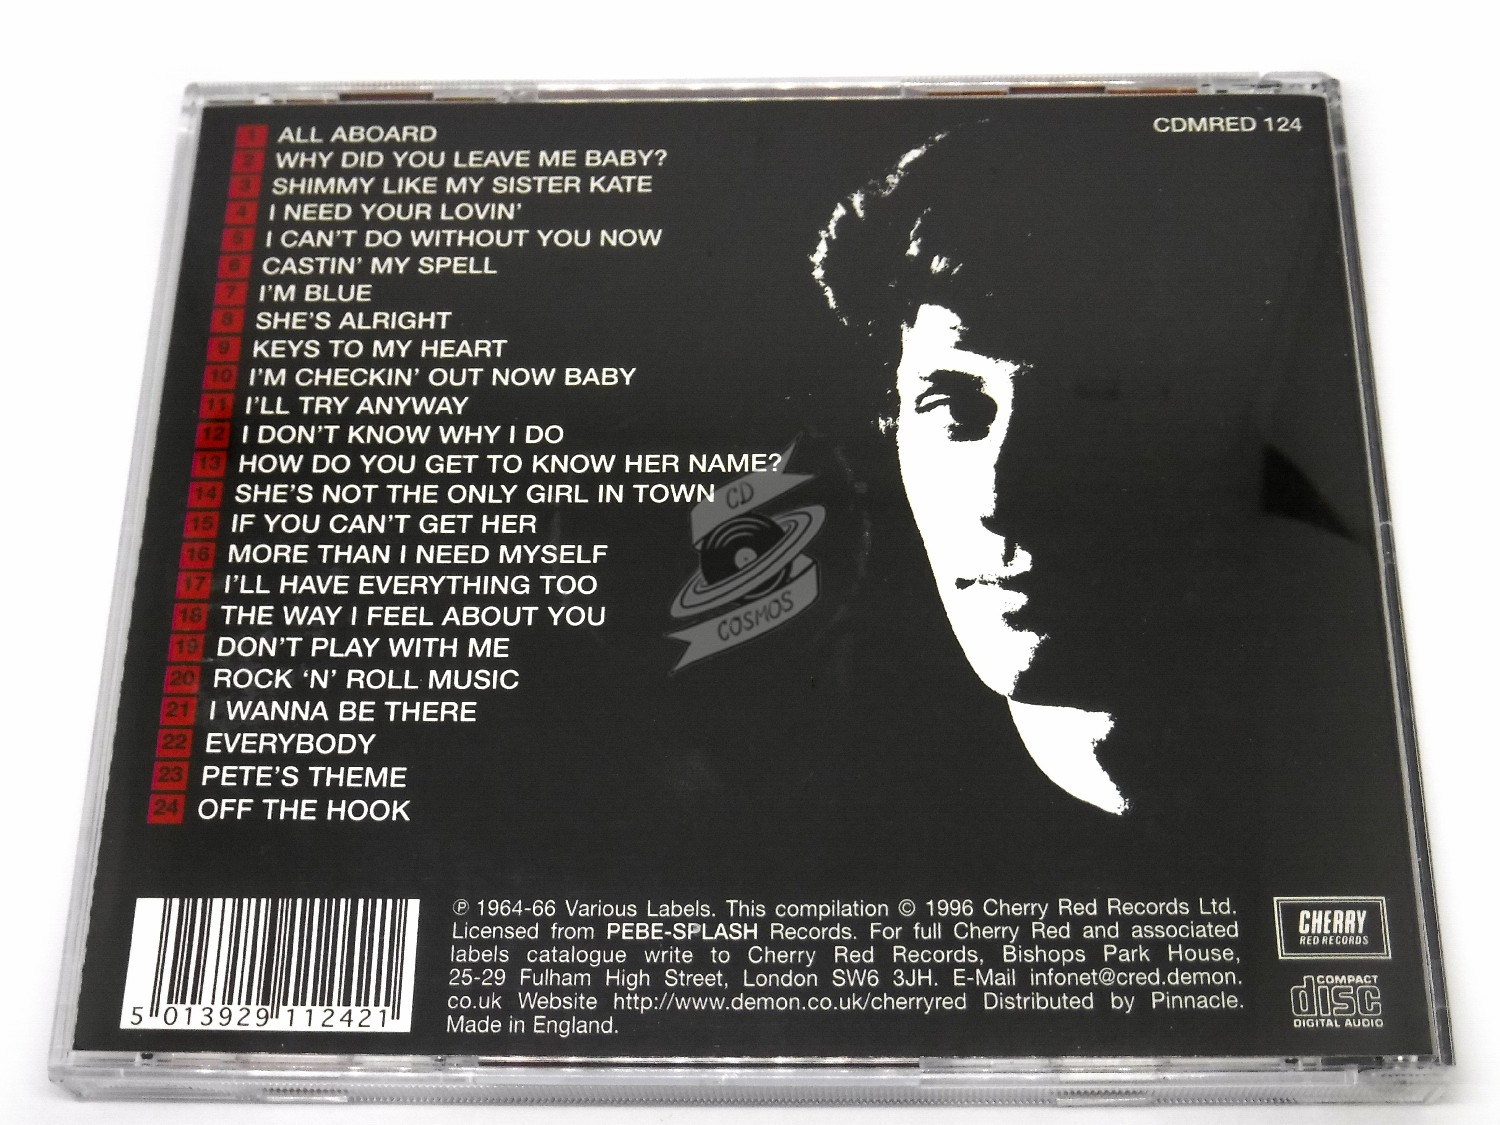 CDMRED 124
1 ALL ABOARD
2 WHY DID YOU LEAVE ME BABY?
3 SHIMMY LIKE MY SISTER KATE
4 I NEED YOUR LOVIN'
5 I CAN'T DO WITHOUT YOU NOW
6 CASTIN' MY SPELL
7 I'M BLUE
8 SHE'S ALRIGHT
9 KEYS TO MY HEART
10 I'M CHECKIN' OUT NOW BABY
11 I'LL TRY ANYWAY
12 I DON'T KNOW WHY I DO
13 HOW DO YOU GET TO KNOW HER NAME?
14 SHE'S NOT THE ONLY GIRL IN TOWN
15 IF YOU CAN'T GET HER
16 MORE THAN I NEED MYSELF
17 I'LL HAVE EVERYTHING TOO
18 THE WAY I FEEL ABOUT YOU
19 DON'T PLAY WITH ME
20 ROCK 'N' ROLL MUSIC
21 I WANNA BE THERE
22 EVERYBODY
23 PETE'S THEME
24 OFF THE HOOK
CD
COSMOS
5 013929 112421
℗ 1964-66 Various Labels. This compilation © 1996 Cherry Red Records Ltd.
Licensed from PEBE-SPLASH Records. For full Cherry Red and associated
labels catalogue write to Cherry Red Records, Bishops Park House,
25-29 Fulham High Street, London SW6 3JH. E-Mail infonet@cred.demon.
co.uk Website http://www.demon.co.uk/cherryred Distributed by Pinnacle.
Made in England.
CHERRY
RED RECORDS
COMPACT
disc
DIGITAL AUDIO